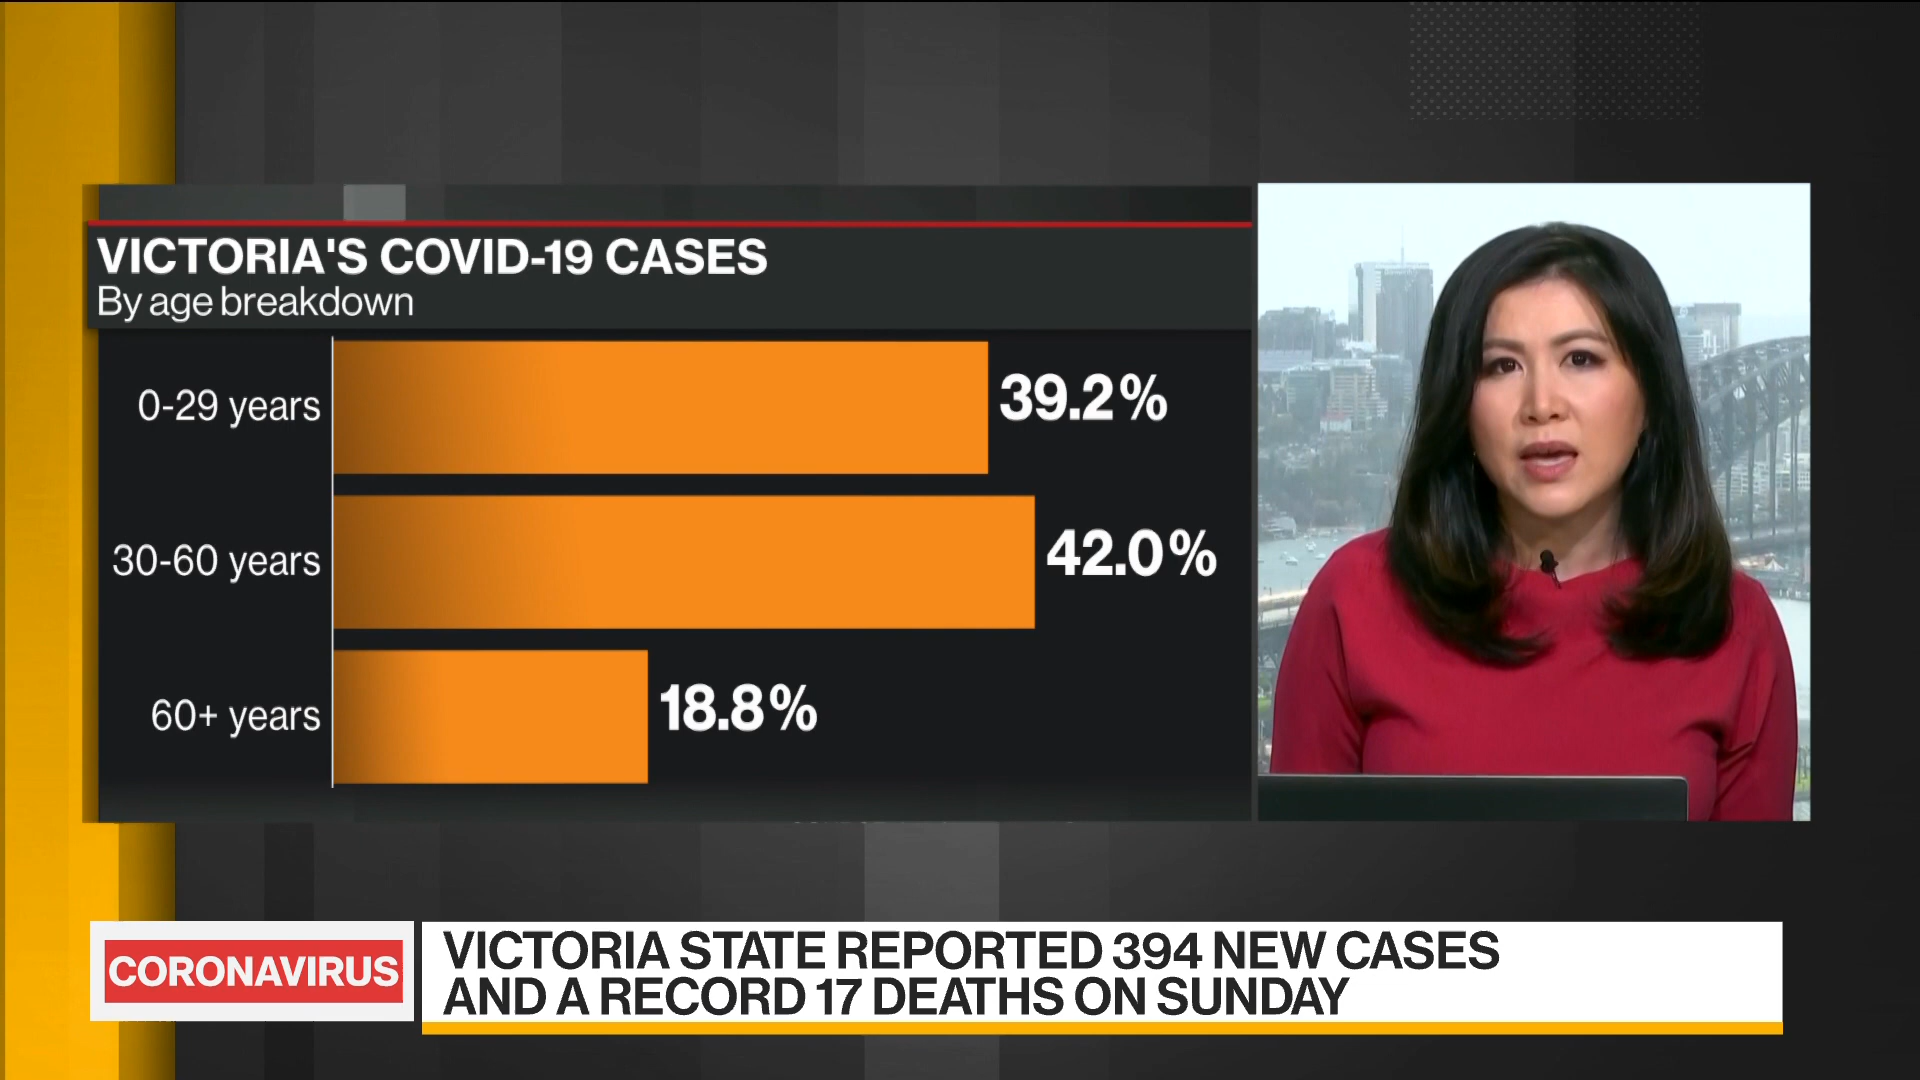 VICTORIA'S COVID-19 CASES
By age breakdown
0-29 years
39.2%
30-60 years
42.0%
60+ years
18.8%
CORONAVIRUS
VICTORIA STATE REPORTED 394 NEW CASES
AND A RECORD 17 DEATHS ON SUNDAY